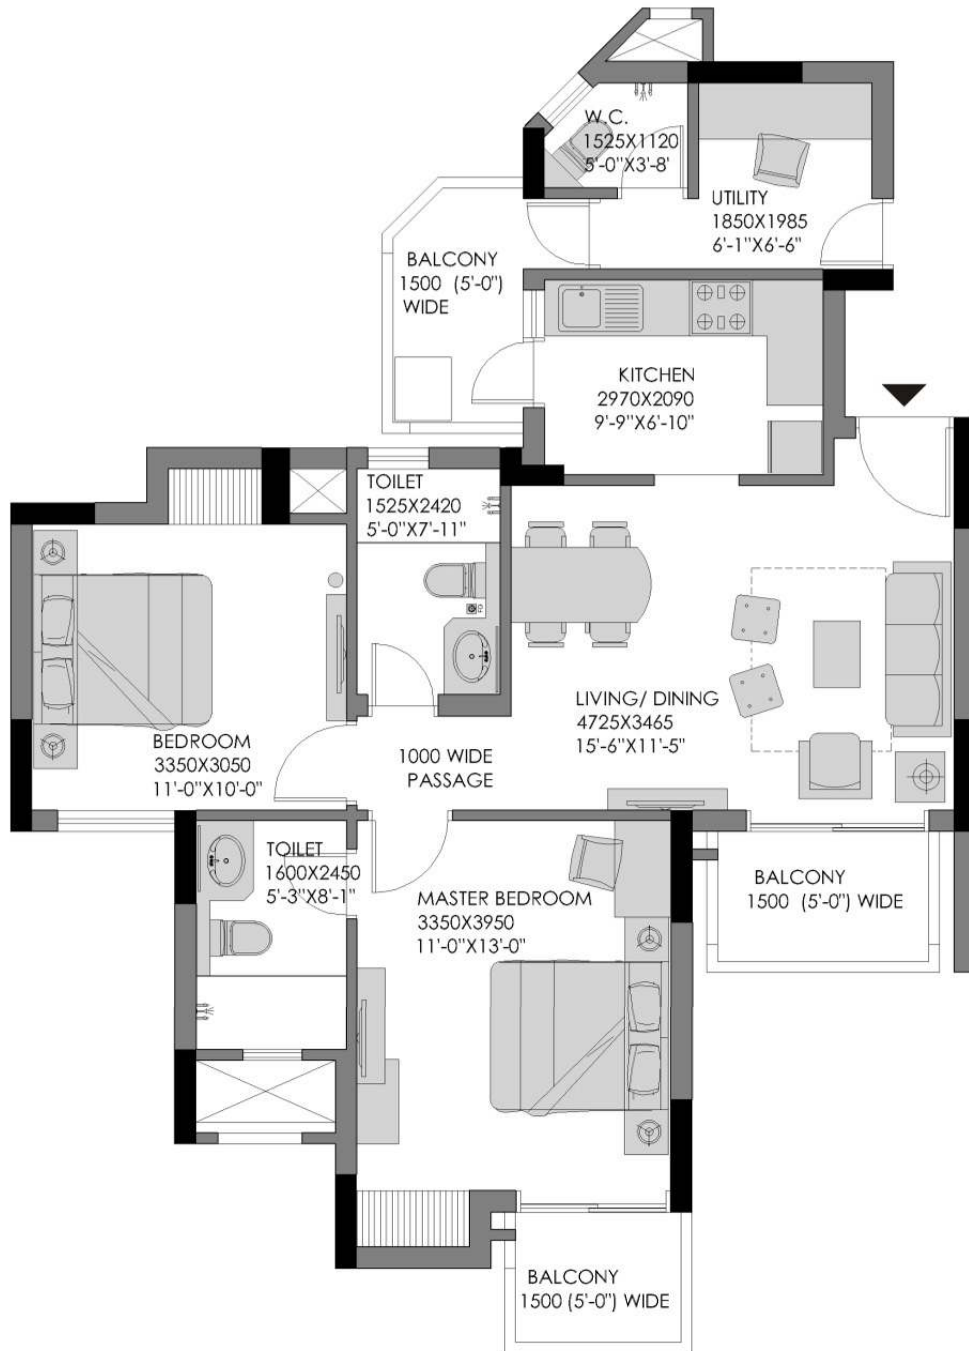 W.C.
1525X1120
5'-0"X3'-8'
UTILITY
1850X1985
6'-1"X6'-6"
BALCONY
1500 (5'-0")
WIDE
KITCHEN
2970X2090
9'-9"X6'-10"
TOILET
1525X2420
5'-0"X7'-11"
LIVING/ DINING
4725X3465
15'-6"X11'-5"
BEDROOM
3350X3050
11'-0"X10'-0"
1000 WIDE
PASSAGE
TOILET
1600X2450
5'-3"X8'-1"
MASTER BEDROOM
3350X3950
11'-0"X13'-0"
BALCONY
1500 (5'-0") WIDE
BALCONY
1500 (5'-0") WIDE